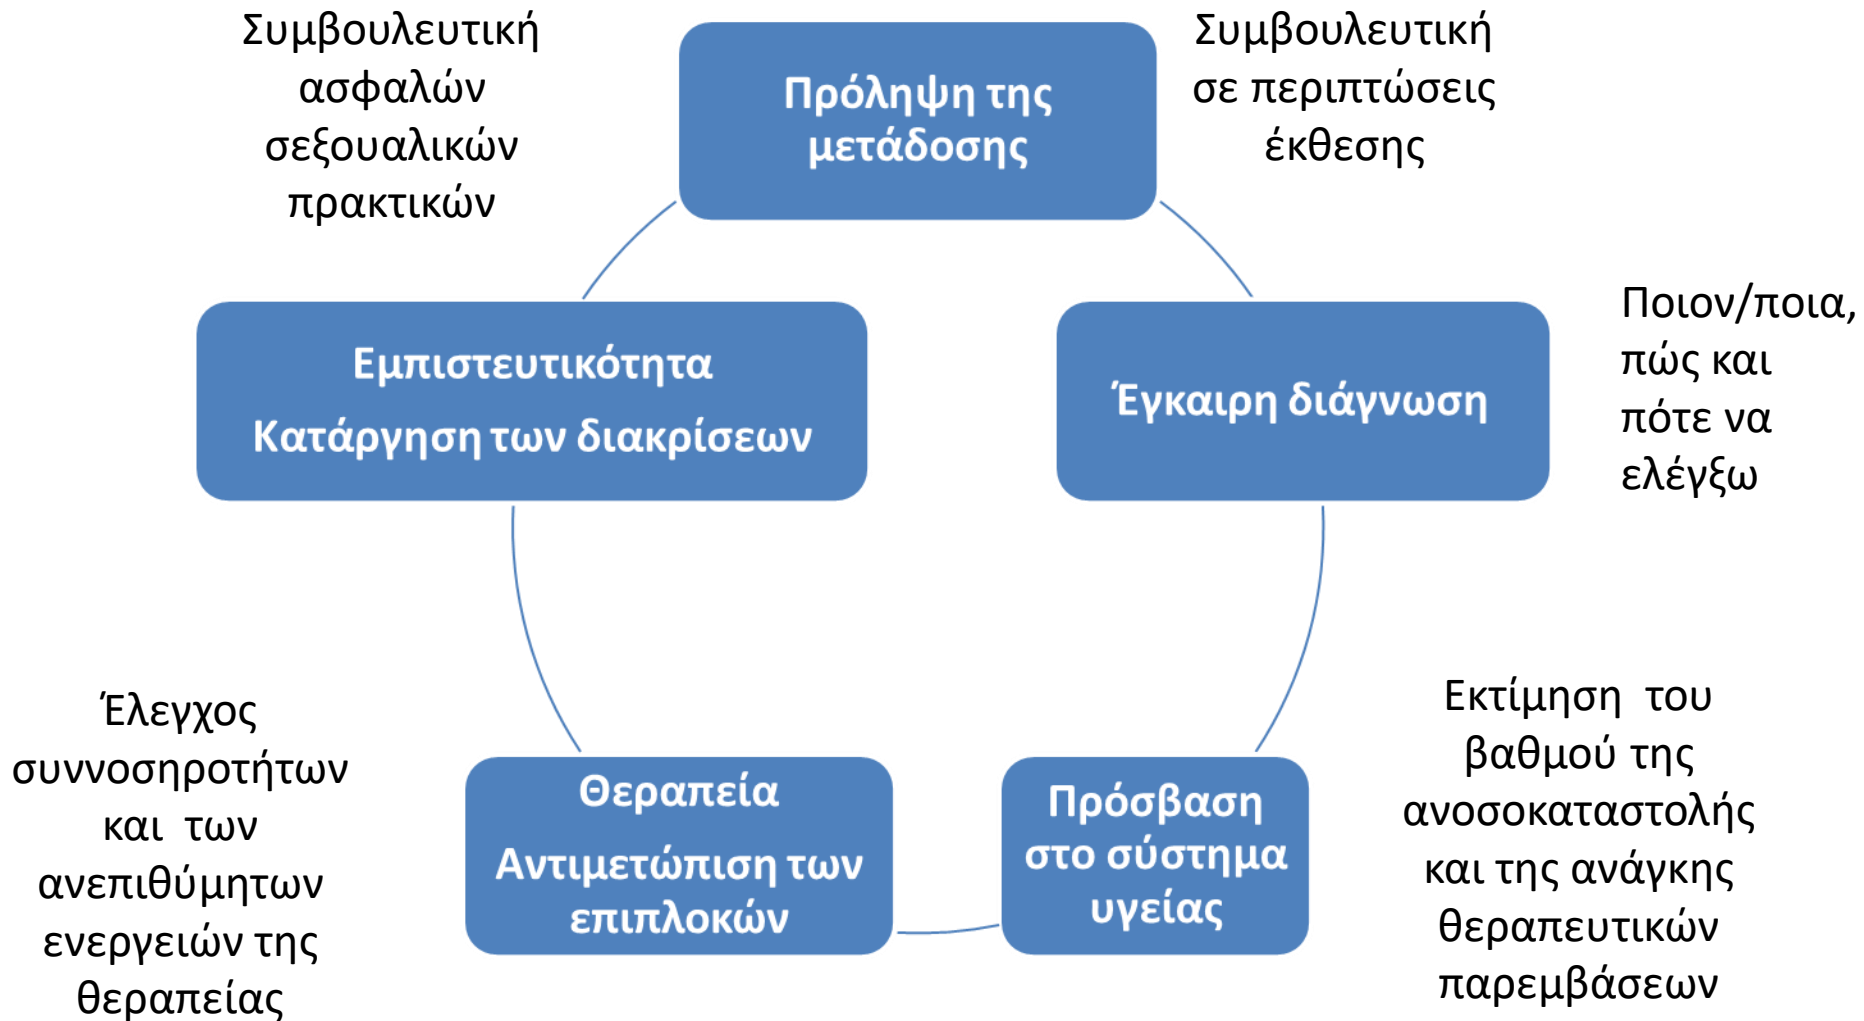 Συμβουλευτική
ασφαλών
σεξουαλικών
πρακτικών
Πρόληψη της
μετάδοσης
Συμβουλευτική
σε περιπτώσεις
έκθεσης
Εμπιστευτικότητα
Κατάργηση των διακρίσεων
Έγκαιρη διάγνωση
Ποιον/ποια,
πώς και
πότε να
ελέγξω
Έλεγχος
συννοσηροτήτων
και των
ανεπιθύμητων
ενεργειών της
θεραπείας
Θεραπεία
Αντιμετώπιση των
επιπλοκών
Πρόσβαση
στο σύστημα
υγείας
Εκτίμηση του
βαθμού της
ανοσοκαταστολής
και της ανάγκης
θεραπευτικών
παρεμβάσεων